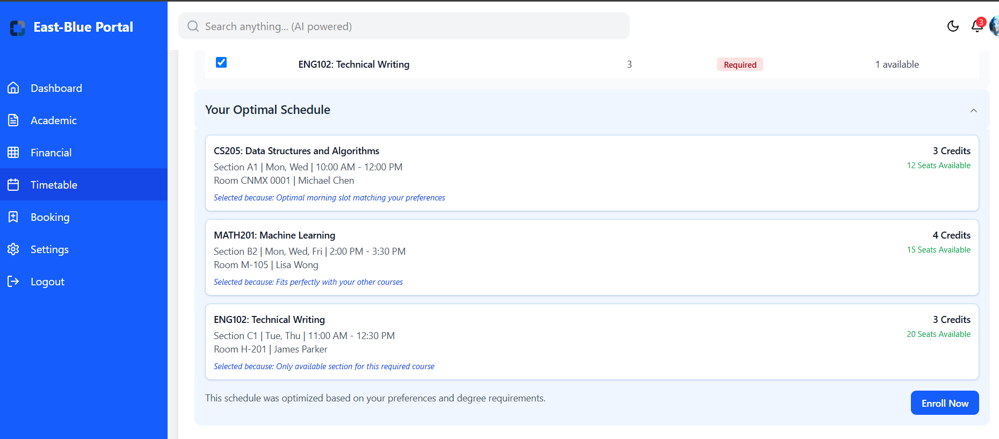 East-Blue Portal
Search anything... (AI powered)
3
Dashboard
Academic
Financial
Timetable
Booking
Settings
Logout
ENG102: Technical Writing 3 Required 1 available
Your Optimal Schedule
CS205: Data Structures and Algorithms 3 Credits
Section A1 | Mon, Wed | 10:00 AM - 12:00 PM 12 Seats Available
Room CNMX 0001 | Michael Chen
Selected because: Optimal morning slot matching your preferences
MATH201: Machine Learning 4 Credits
Section B2 | Mon, Wed, Fri | 2:00 PM - 3:30 PM 15 Seats Available
Room M-105 | Lisa Wong
Selected because: Fits perfectly with your other courses
ENG102: Technical Writing 3 Credits
Section C1 | Tue, Thu | 11:00 AM - 12:30 PM 20 Seats Available
Room H-201 | James Parker
Selected because: Only available section for this required course
This schedule was optimized based on your preferences and degree requirements.
Enroll Now